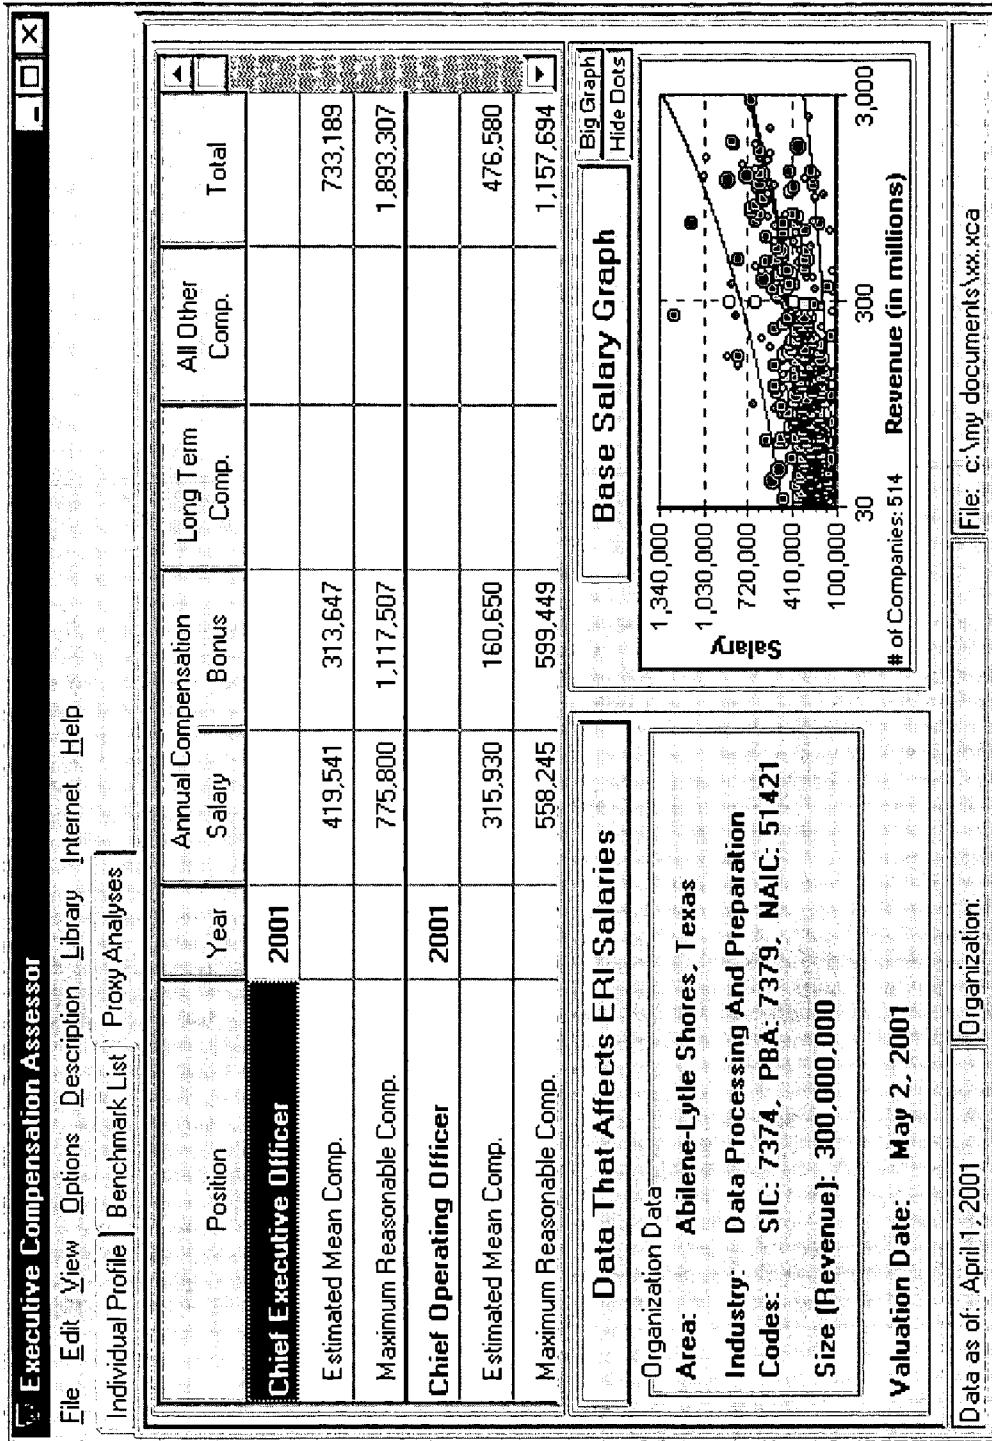 Executive Compensation Assessor
File Edit View Options Description Library Internet Help
Individual Profile Benchmark List Proxy Analyses
Annual Compensation
Position Year Salary Bonus Long Term Comp. All Other Comp. Total
Chief Executive Officer 2001
Estimated Mean Comp. 419,541 313,647 733,189
Maximum Reasonable Comp. 775,800 1,117,507 1,893,307
Chief Operating Officer 2001
Estimated Mean Comp. 315,930 160,650 476,580
Maximum Reasonable Comp. 558,245 599,449 1,157,694
Data That Affects ERI Salaries
Organization Data
Area: Abilene-Lytle Shores, Texas
Industry: Data Processing And Preparation
Codes: SIC: 7374, PBA: 7379, NAIC: 51421
Size (Revenue): 300,000,000
Valuation Date: May 2, 2001
Base Salary Graph
Big Graph
Hide Dots
1,340,000
1,030,000
720,000
410,000
100,000
Salary
30 300 3,000
# of Companies: 514 Revenue (in millions)
Data as of: April 1, 2001 Organization: File: c:\my documents\xx.xca